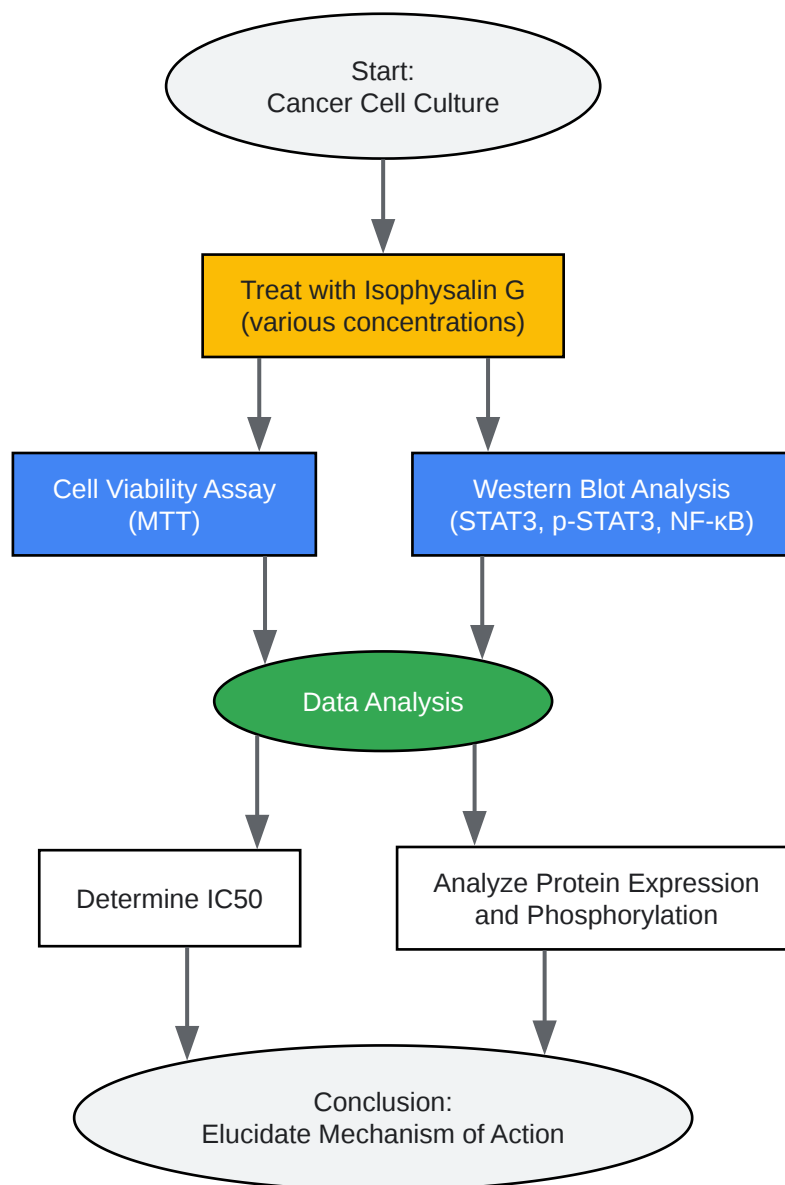 Start:
Cancer Cell Culture
Treat with Isophysalin G
(various concentrations)
Cell Viability Assay
(MTT)
Western Blot Analysis
(STAT3, p-STAT3, NF-κB)
Data Analysis
Determine IC50
Analyze Protein Expression
and Phosphorylation
Conclusion:
Elucidate Mechanism of Action